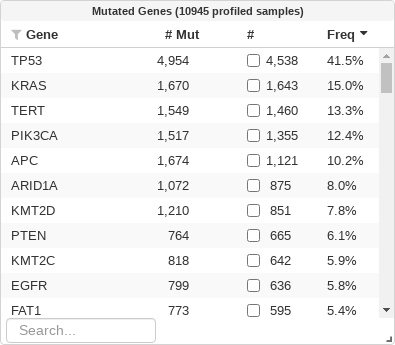 Mutated Genes (10945 profiled samples)
Gene # Mut # Freq
TP53 4,954 4,538 41.5%
KRAS 1,670 1,643 15.0%
TERT 1,549 1,460 13.3%
PIK3CA 1,517 1,355 12.4%
APC 1,674 1,121 10.2%
ARID1A 1,072 875 8.0%
KMT2D 1,210 851 7.8%
PTEN 764 665 6.1%
KMT2C 818 642 5.9%
EGFR 799 636 5.8%
FAT1 773 595 5.4%
Search...